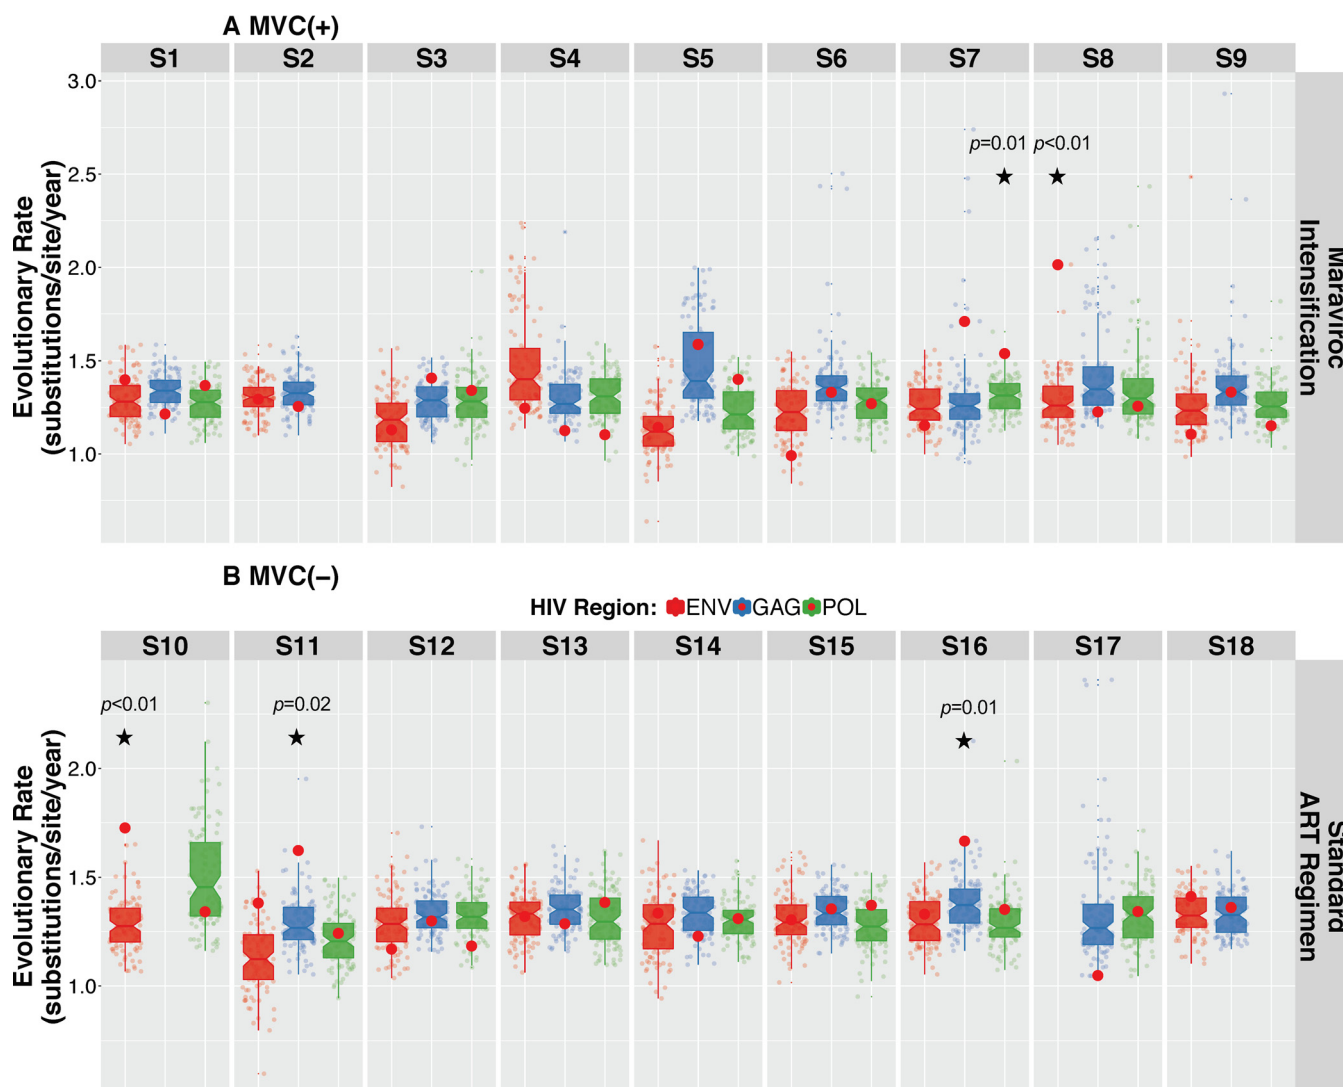 A MVC(+)
S1 S2 S3 S4 S5 S6 S7 S8 S9
3.0
2.5
2.0
1.5
1.0
Evolutionary Rate
(substitutions/site/year)
p=0.01 p<0.01
Maraviroc
Intensification
B MVC(–)
HIV Region: ENV GAG POL
S10 S11 S12 S13 S14 S15 S16 S17 S18
p<0.01 p=0.02 p=0.01
2.0
1.5
1.0
Evolutionary Rate
(substitutions/site/year)
Standard
ART Regimen